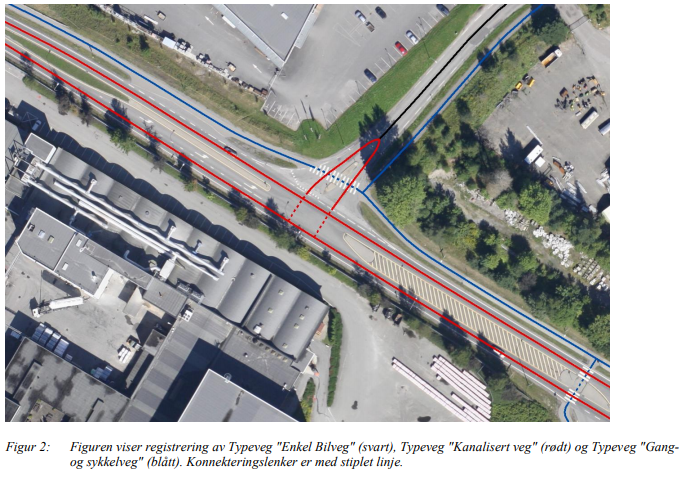 Figur 2: Figuren viser registrering av Typeveg "Enkel Bilveg" (svart), Typeveg "Kanalisert veg" (rødt) og Typeveg "Gang-
og sykkelveg" (blått). Konnekteringslenker er med stiplet linje.